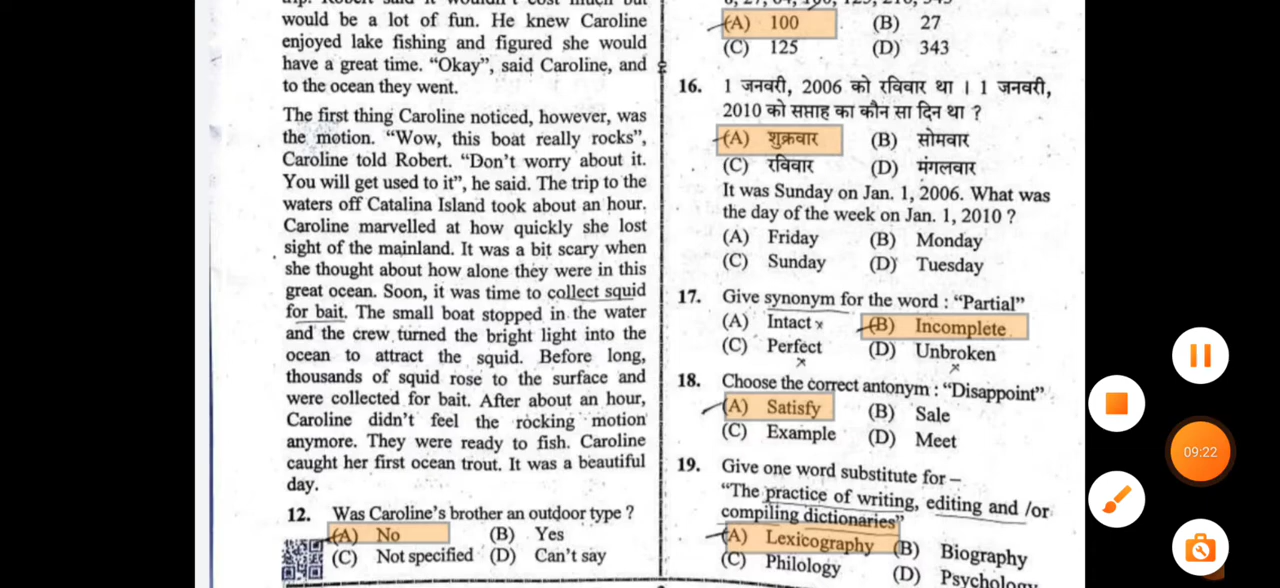 would be a lot of fun. He knew Caroline
enjoyed lake fishing and figured she would
have a great time. “Okay”, said Caroline, and
to the ocean they went.
The first thing Caroline noticed, however, was
the motion. “Wow, this boat really rocks”,
Caroline told Robert. “Don't worry about it.
You will get used to it”, he said. The trip to the
waters off Catalina Island took about an hour.
Caroline marvelled at how quickly she lost
sight of the mainland. It was a bit scary when
she thought about how alone they were in this
great ocean. Soon, it was time to collect squid
for bait. The small boat stopped in the water
and the crew turned the bright light into the
ocean to attract the squid. Before long,
thousands of squid rose to the surface and
were collected for bait. After about an hour,
Caroline didn't feel the rocking motion
anymore. They were ready to fish. Caroline
caught her first ocean trout. It was a beautiful
day.
12. Was Caroline's brother an outdoor type ?
(A) No (B) Yes
(C) Not specified (D) Can't say
(A) 100 (B) 27
(C) 125 (D) 343
16. 1 जनवरी, 2006 को रविवार था । 1 जनवरी,
2010 को सप्ताह का कौन सा दिन था ?
(A) शुक्रवार (B) सोमवार
(C) रविवार (D) मंगलवार
It was Sunday on Jan. 1, 2006. What was
the day of the week on Jan. 1, 2010 ?
(A) Friday (B) Monday
(C) Sunday (D) Tuesday
17. Give synonym for the word : “Partial”
(A) Intact (B) Incomplete
(C) Perfect (D) Unbroken
18. Choose the correct antonym : “Disappoint”
(A) Satisfy (B) Sale
(C) Example (D) Meet
19. Give one word substitute for –
“The practice of writing, editing and /or
compiling dictionaries”
(A) Lexicography (B) Biography
(C) Philology (D) Psychology
09:22